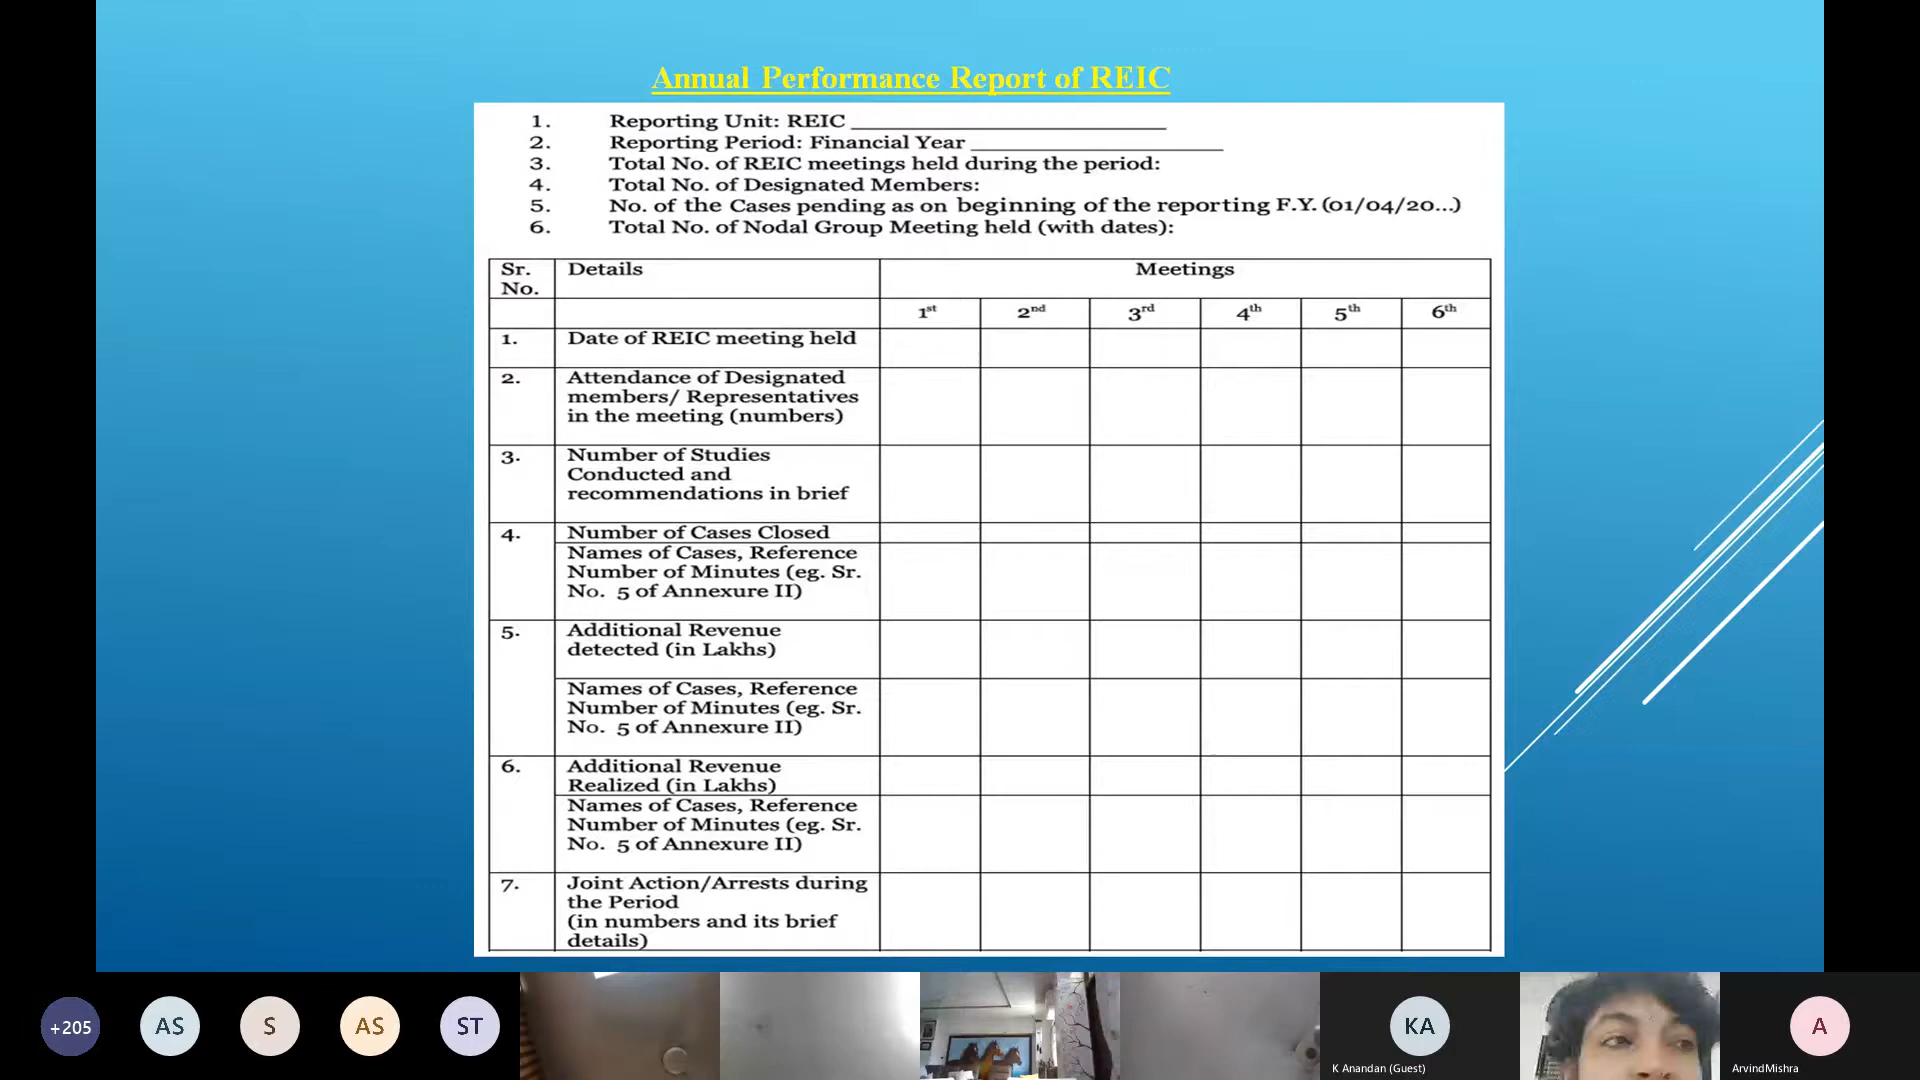 Annual Performance Report of REIC
1. Reporting Unit: REIC ____________________
2. Reporting Period: Financial Year ________________
3. Total No. of REIC meetings held during the period:
4. Total No. of Designated Members:
5. No. of the Cases pending as on beginning of the reporting F.Y. (01/04/20...)
6. Total No. of Nodal Group Meeting held (with dates):
Sr. Details Meetings
No.
1st 2nd 3rd 4th 5th 6th
1. Date of REIC meeting held
2. Attendance of Designated
members/ Representatives
in the meeting (numbers)
3. Number of Studies
Conducted and
recommendations in brief
4. Number of Cases Closed
Names of Cases, Reference
Number of Minutes (eg. Sr.
No. 5 of Annexure II)
5. Additional Revenue
detected (in Lakhs)
Names of Cases, Reference
Number of Minutes (eg. Sr.
No. 5 of Annexure II)
6. Additional Revenue
Realized (in Lakhs)
Names of Cases, Reference
Number of Minutes (eg. Sr.
No. 5 of Annexure II)
7. Joint Action/Arrests during
the Period
(in numbers and its brief
details)
+205 AS S AS ST KA A
K Anandan (Guest) ArvindMishra